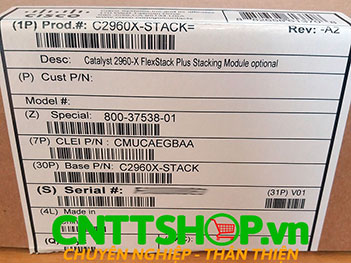 (1P) Prod.#: C2960X-STACK=
Rev: -A2
Desc: Catalyst 2960-X FlexStack Plus Stacking Module optional
(P) Cust P/N:
Model #:
(Z) Special: 800-37538-01
(7P) CLEI P/N: CMUCAEGBAA
(30P) Base P/N: C2960X-STACK
(S) Serial #:
(31P) V01
(4L) Made in
CNTTSHOP.vn
CHUYÊN NGHIỆP - THÂN THIỆN